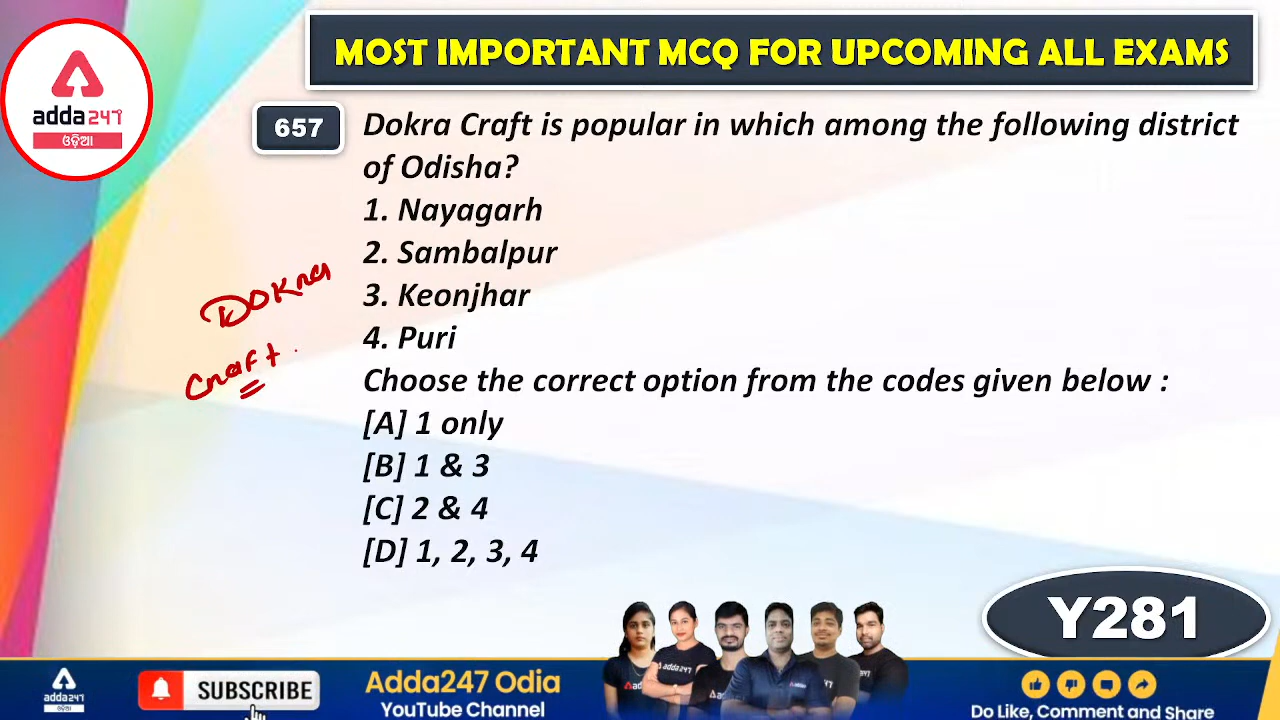 MOST IMPORTANT MCQ FOR UPCOMING ALL EXAMS
adda247
ଓଡ଼ିଆ
657
Dokra Craft is popular in which among the following district
of Odisha?
1. Nayagarh
2. Sambalpur
3. Keonjhar
4. Puri
Dokra
Craft.
Choose the correct option from the codes given below :
[A] 1 only
[B] 1 & 3
[C] 2 & 4
[D] 1, 2, 3, 4
Y281
adda247
ଓଡ଼ିଆ
SUBSCRIBE
Adda247 Odia
YouTube Channel
Do Like, Comment and Share